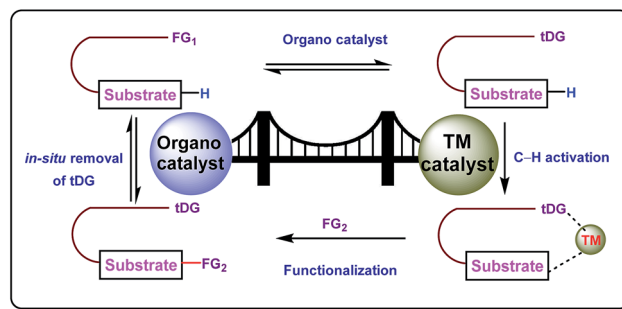 FG1
Organo catalyst
tDG
Substrate
H
Substrate
H
in-situ removal
of tDG
Organo
catalyst
TM
catalyst
C–H activation
tDG
FG2
tDG
TM
Substrate
FG2
Functionalization
Substrate